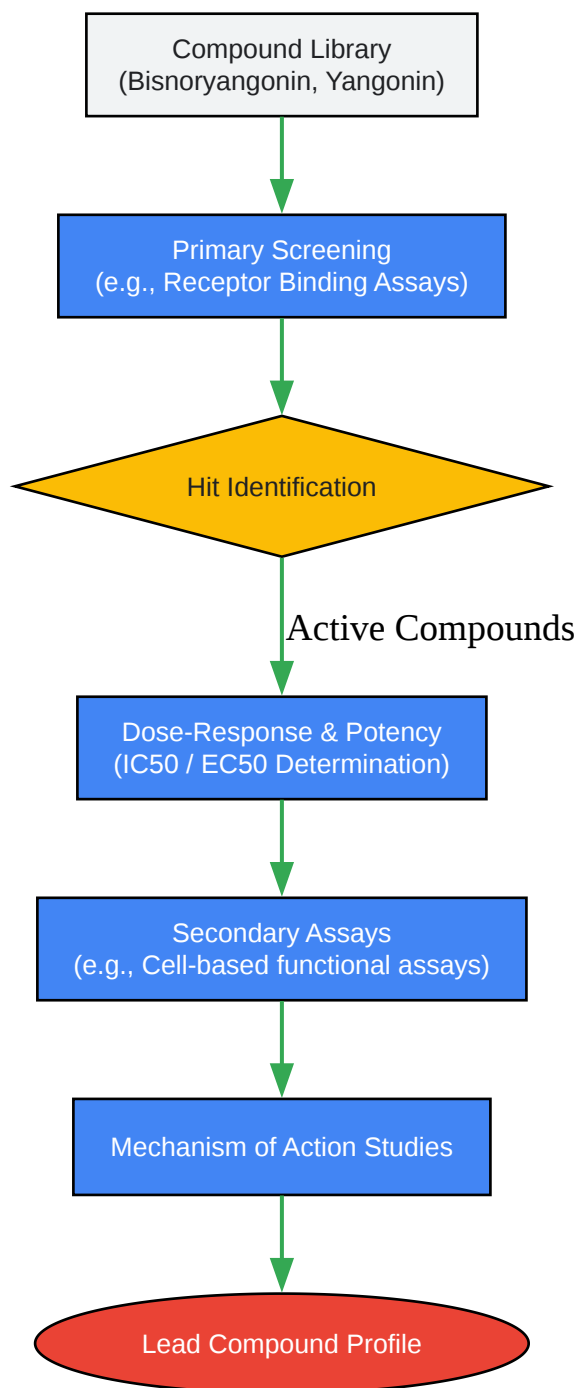 Compound Library
(Bisnoryangonin, Yangonin)
Primary Screening
(e.g., Receptor Binding Assays)
Hit Identification
Active Compounds
Dose-Response & Potency
(IC50 / EC50 Determination)
Secondary Assays
(e.g., Cell-based functional assays)
Mechanism of Action Studies
Lead Compound Profile